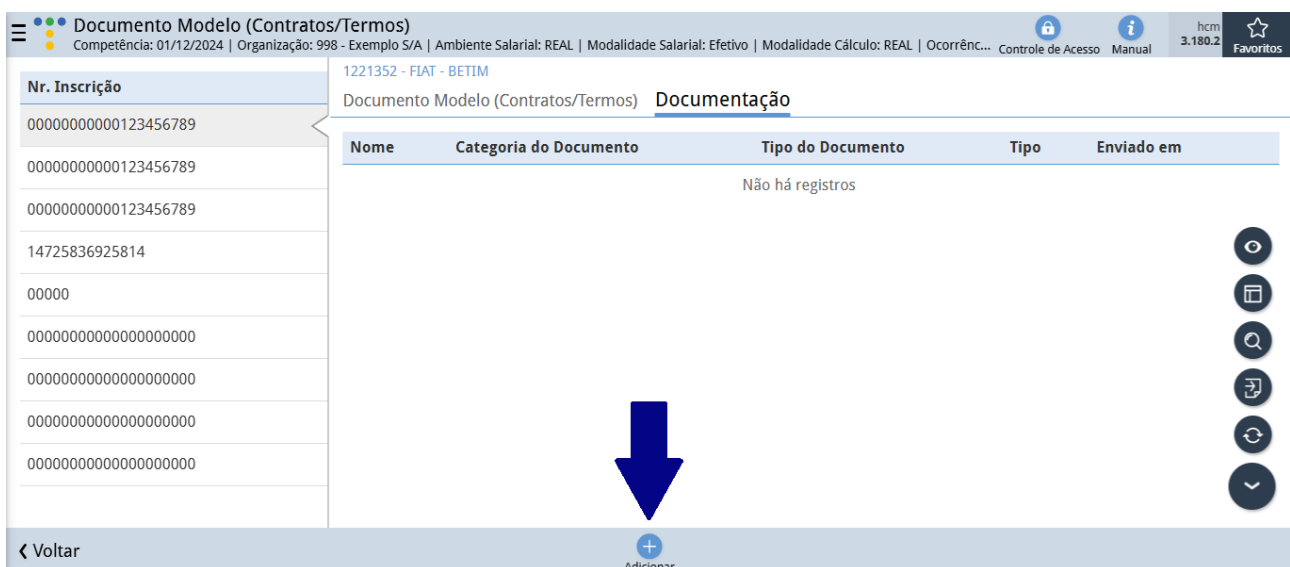 Documento Modelo (Contratos/Termos)
Competência: 01/12/2024 | Organização: 998 - Exemplo S/A | Ambiente Salarial: REAL | Modalidade Salarial: Efetivo | Modalidade Cálculo: REAL | Ocorrênc...
Controle de Acesso
Manual
hcm
3.180.2
Favoritos
Nr. Inscrição
00000000000123456789
00000000000123456789
00000000000123456789
14725836925814
00000
00000000000000000000
00000000000000000000
00000000000000000000
00000000000000000000
1221352 - FIAT - BETIM
Documento Modelo (Contratos/Termos) Documentação
Nome Categoria do Documento Tipo do Documento Tipo Enviado em
Não há registros
Voltar
Adicionar